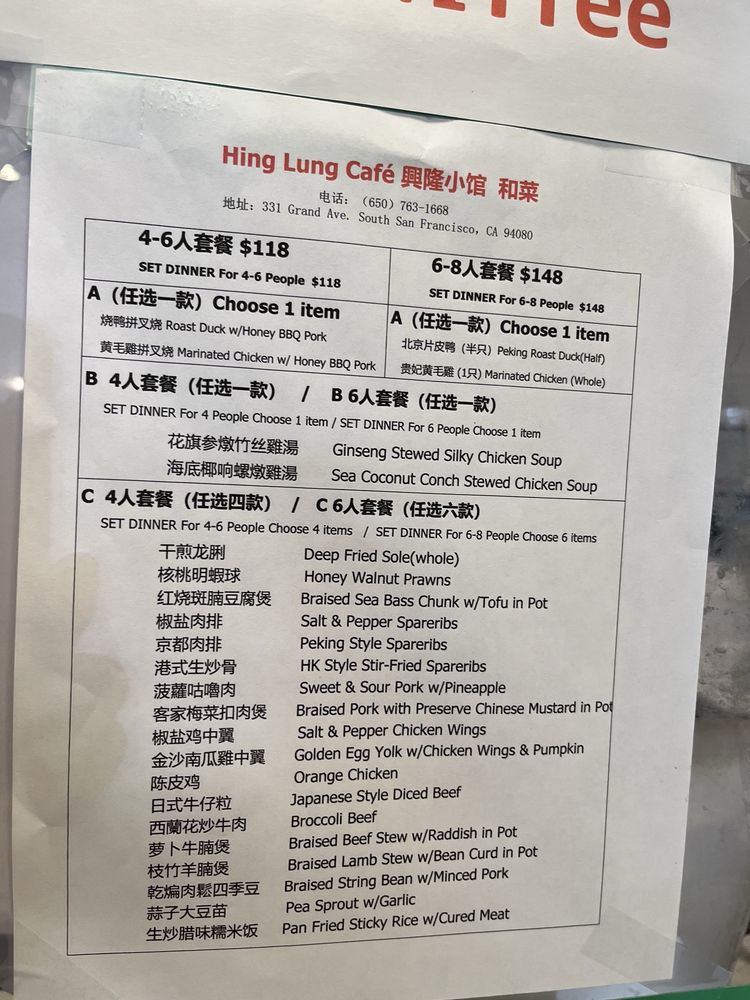 Hing Lung Café 興隆小馆 和菜
电话: (650) 763-1668
地址: 331 Grand Ave. South San Francisco, CA 94080
4-6人套餐 $118
SET DINNER For 4-6 People $118
6-8人套餐 $148
SET DINNER For 6-8 People $148
A（任选一款）Choose 1 item
烧鸭拼叉烧 Roast Duck w/Honey BBQ Pork
黄毛雞拼叉烧 Marinated Chicken w/ Honey BBQ Pork
A（任选一款）Choose 1 item
北京片皮鸭（半只）Peking Roast Duck(Half)
贵妃黄毛雞 (1只) Marinated Chicken (Whole)
B 4人套餐（任选一款） / B 6人套餐（任选一款）
SET DINNER For 4 People Choose 1 item / SET DINNER For 6 People Choose 1 item
花旗参燉竹丝雞湯 Ginseng Stewed Silky Chicken Soup
海底椰响螺燉雞湯 Sea Coconut Conch Stewed Chicken Soup
C 4人套餐（任选四款） / C 6人套餐（任选六款）
SET DINNER For 4-6 People Choose 4 items / SET DINNER For 6-8 People Choose 6 items
干煎龙脷 Deep Fried Sole(whole)
核桃明蝦球 Honey Walnut Prawns
红烧斑腩豆腐煲 Braised Sea Bass Chunk w/Tofu in Pot
椒盐肉排 Salt & Pepper Spareribs
京都肉排 Peking Style Spareribs
港式生炒骨 HK Style Stir-Fried Spareribs
菠蘿咕噜肉 Sweet & Sour Pork w/Pineapple
客家梅菜扣肉煲 Braised Pork with Preserve Chinese Mustard in Pot
椒盐鸡中翼 Salt & Pepper Chicken Wings
金沙南瓜雞中翼 Golden Egg Yolk w/Chicken Wings & Pumpkin
陈皮鸡 Orange Chicken
日式牛仔粒 Japanese Style Diced Beef
西蘭花炒牛肉 Broccoli Beef
萝卜牛腩煲 Braised Beef Stew w/Raddish in Pot
枝竹羊腩煲 Braised Lamb Stew w/Bean Curd in Pot
乾煸肉鬆四季豆 Braised String Bean w/Minced Pork
蒜子大豆苗 Pea Sprout w/Garlic
生炒腊味糯米饭 Pan Fried Sticky Rice w/Cured Meat